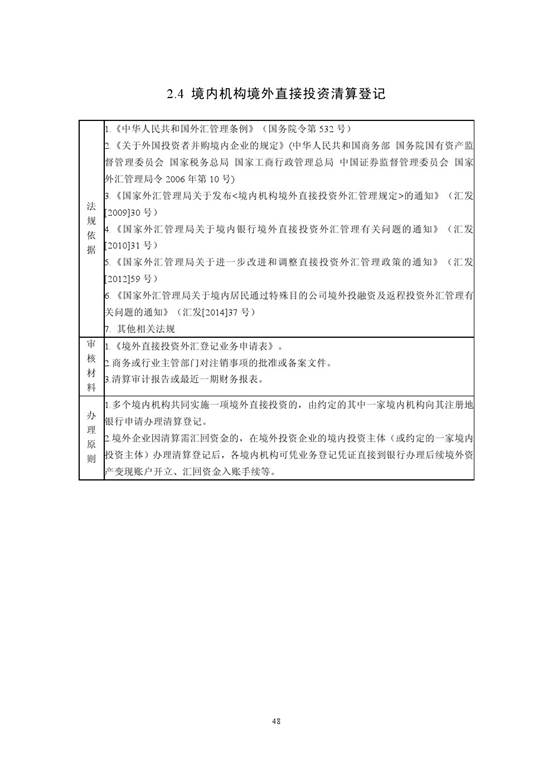 2.4 境内机构境外直接投资清算登记
法规依据
1.《中华人民共和国外汇管理条例》（国务院令第 532 号）
2.《关于外国投资者并购境内企业的规定》(中华人民共和国商务部 国务院国有资产监
督管理委员会 国家税务总局 国家工商行政管理总局 中国证券监督管理委员会 国家
外汇管理局令 2006 年第 10 号)
3.《国家外汇管理局关于发布<境内机构境外直接投资外汇管理规定>的通知》（汇发
[2009]30 号）
4.《国家外汇管理局关于境内银行境外直接投资外汇管理有关问题的通知》（汇发
[2010]31 号）
5.《国家外汇管理局关于进一步改进和调整直接投资外汇管理政策的通知》（汇发
[2012]59 号）
6.《国家外汇管理局关于境内居民通过特殊目的公司境外投融资及返程投资外汇管理有
关问题的通知》（汇发[2014]37 号）
7. 其他相关法规
审核材料
1.《境外直接投资外汇登记业务申请表》。
2.商务或行业主管部门对注销事项的批准或备案文件。
3.清算审计报告或最近一期财务报表。
办理原则
1.多个境内机构共同实施一项境外直接投资的，由约定的其中一家境内机构向其注册地
银行申请办理清算登记。
2.境外企业因清算需汇回资金的，在境外投资企业的境内投资主体（或约定的一家境内
投资主体）办理清算登记后，各境内机构可凭业务登记凭证直接到银行办理后续境外资
产变现账户开立、汇回资金入账手续等。
48